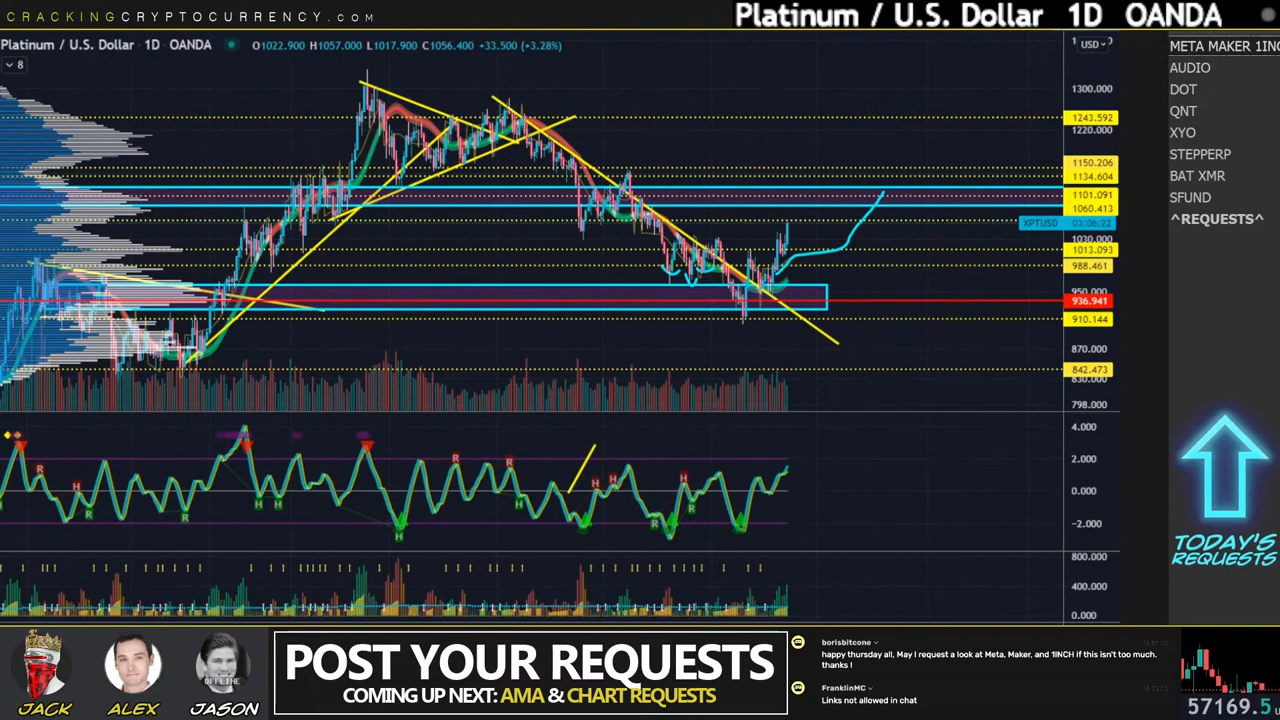 CRACKINGCRYPTOCURRENCY.com
Platinum / U.S. Dollar 1D OANDA
Platinum / U.S. Dollar · 1D · OANDA O1022.900 H1057.000 L1017.900 C1056.400 +33.500 (+3.28%)
8
USD
1300.000
1243.592
1220.000
1150.206
1134.604
1101.091
1060.413
XPTUSD 03:06:22
1030.000
1013.093
988.461
950.000
936.941
910.144
870.000
842.473
830.000
798.000
4.000
2.000
0.000
-2.000
800.000
400.000
0.000
META MAKER 1INC
AUDIO
DOT
QNT
XYO
STEPPERP
BAT XMR
SFUND
^REQUESTS^
TODAY'S
REQUESTS
JACK
ALEX
OFFLINE
JASON
POST YOUR REQUESTS
COMING UP NEXT: AMA & CHART REQUESTS
borisbitcone
happy thursday all, May I request a look at Meta, Maker, and 1INCH if this isn't too much.
thanks !
FranklinMC
Links not allowed in chat
57169.5